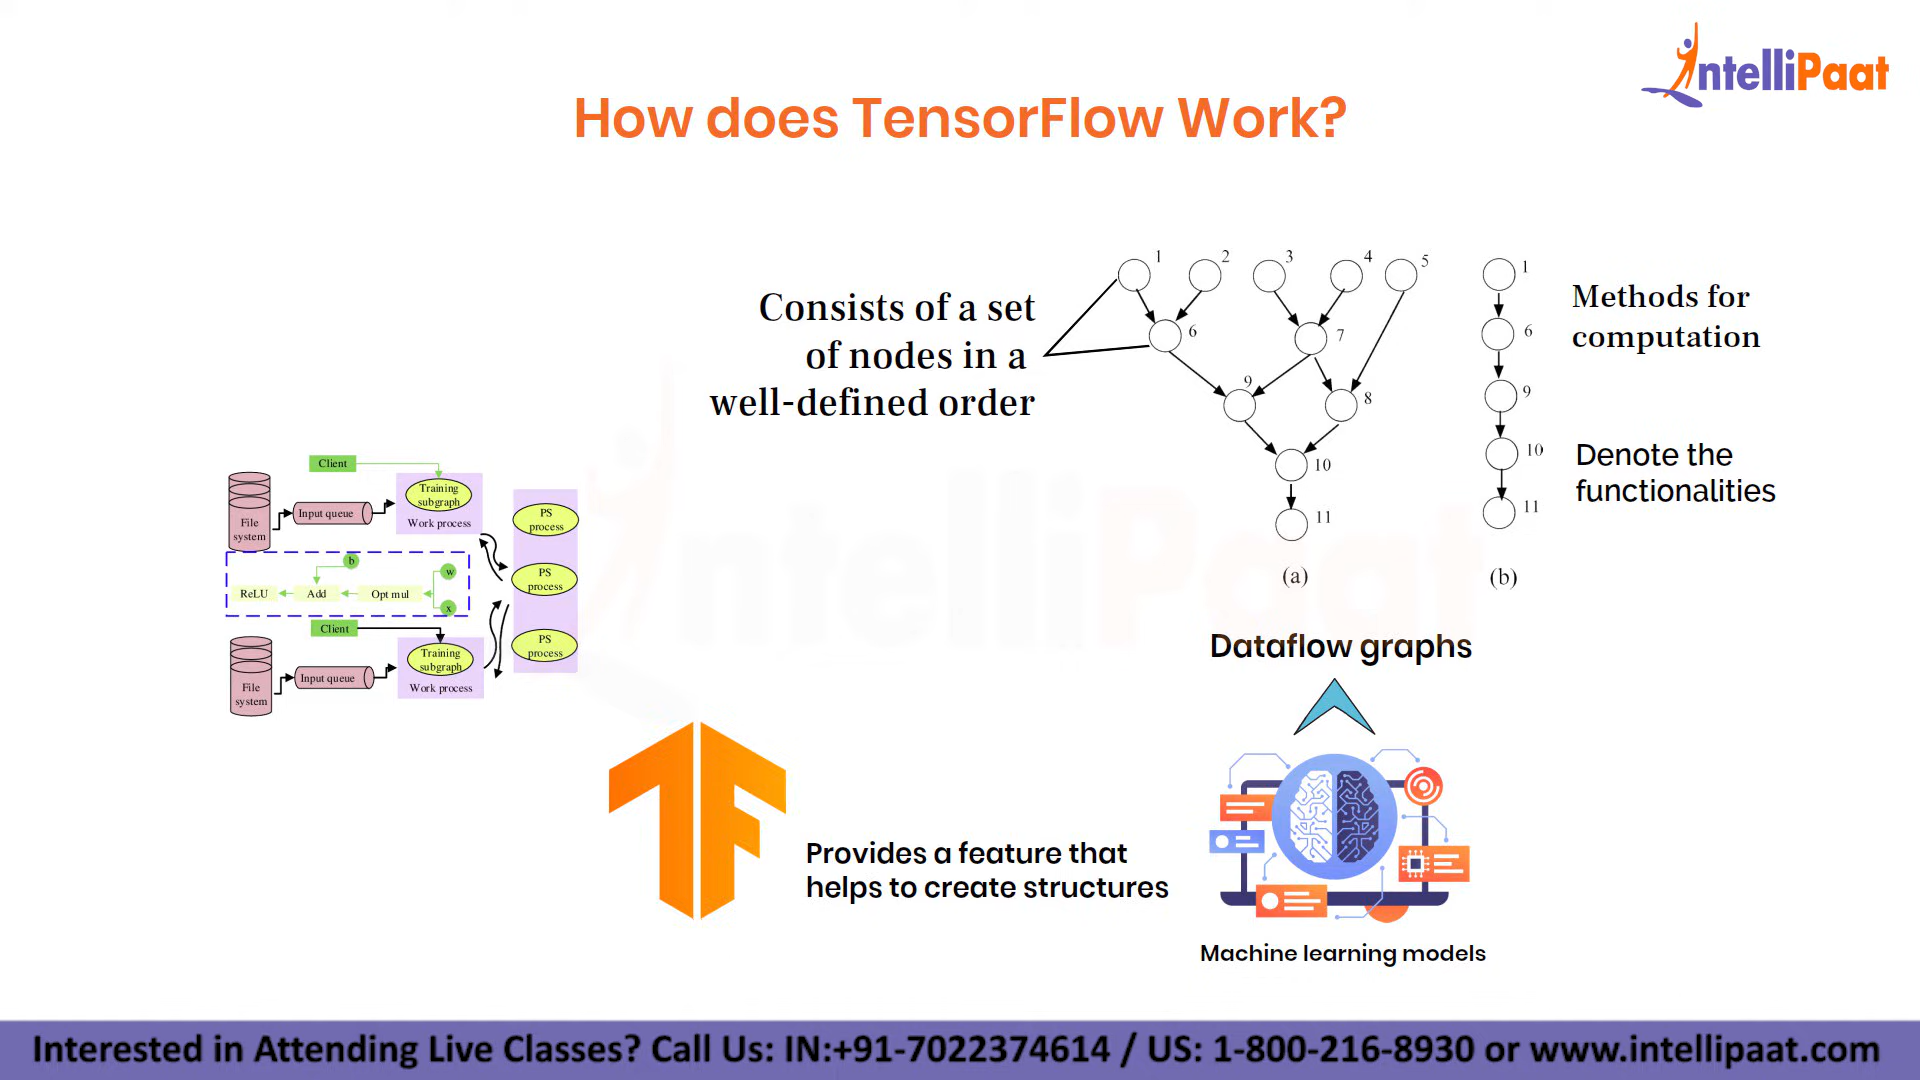 IntelliPaat
How does TensorFlow Work?
Consists of a set
of nodes in a
well-defined order
1
2
3
4
5
6
7
9
8
10
11
(a)
1
6
9
10
11
(b)
Methods for
computation
Denote the
functionalities
Client
File
system
Input queue
Training
subgraph
Work process
PS
process
PS
process
PS
process
b
w
ReLU
Add
Opt mul
x
Client
File
system
Input queue
Training
subgraph
Work process
Dataflow graphs
Provides a feature that
helps to create structures
Machine learning models
Interested in Attending Live Classes? Call Us: IN:+91-7022374614 / US: 1-800-216-8930 or www.intellipaat.com